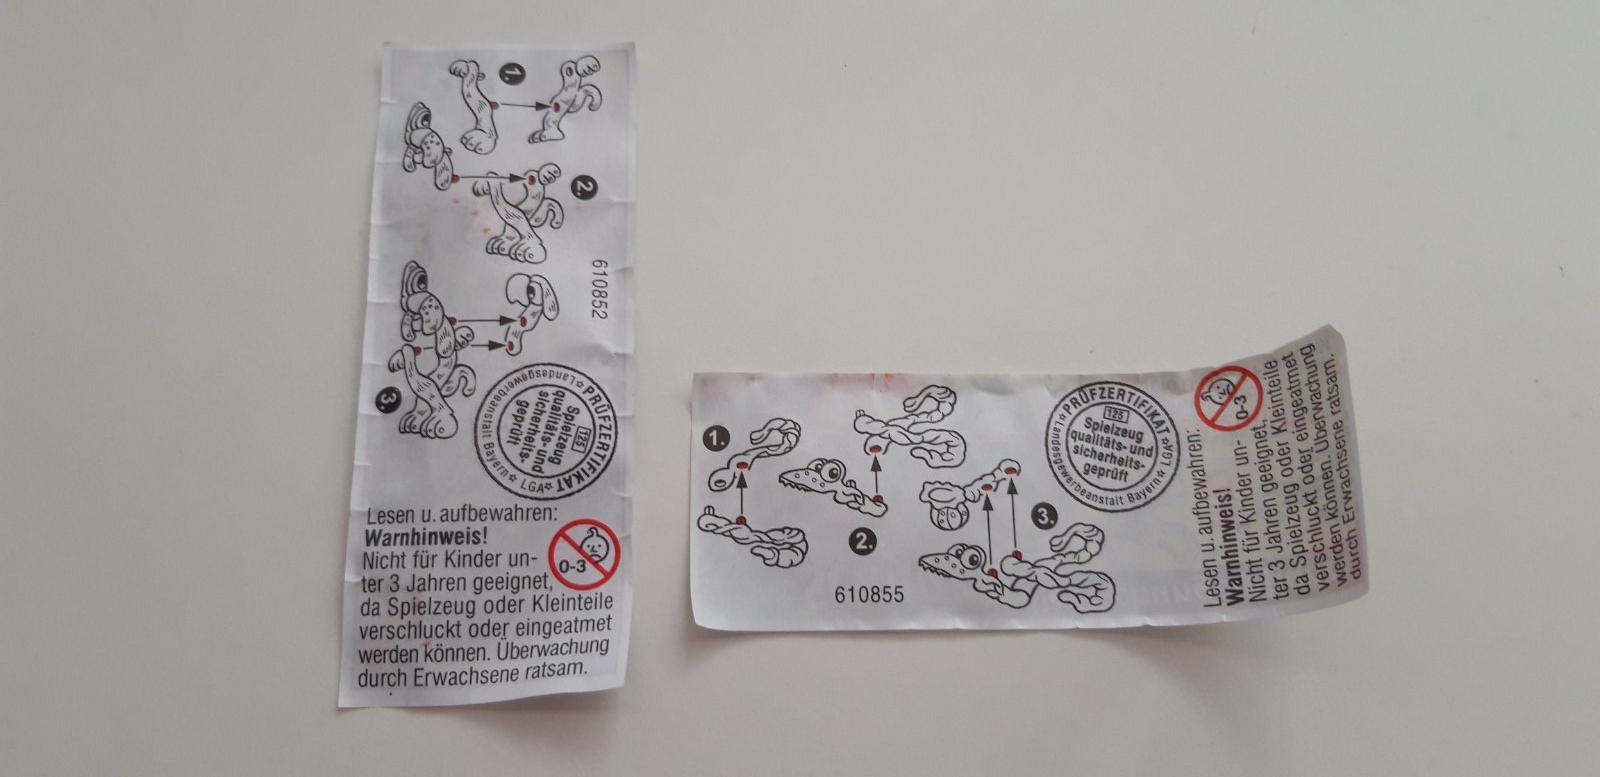 1.
2.
610852
3.
PRÜFZERTIFIKAT
☆Landesgewerbeanstalt Bayern☆ LGA☆
125
Spielzeug
qualitäts- und
sicherheits-
geprüft
Lesen u. aufbewahren:
Warnhinweis!
Nicht für Kinder un-
ter 3 Jahren geeignet,
0-3
da Spielzeug oder Kleinteile
verschluckt oder eingeatmet
werden können. Überwachung
durch Erwachsene ratsam.
1.
2.
3.
610855
PRÜFZERTIFIKAT
☆Landesgewerbeanstalt Bayern☆ LGA☆
125
Spielzeug
qualitäts- und
sicherheits-
geprüft
Lesen u. aufbewahren:
Warnhinweis!
Nicht für Kinder un-
ter 3 Jahren geeignet,
0-3
da Spielzeug oder Kleinteile
verschluckt oder eingeatmet
werden können. Überwachung
durch Erwachsene ratsam.